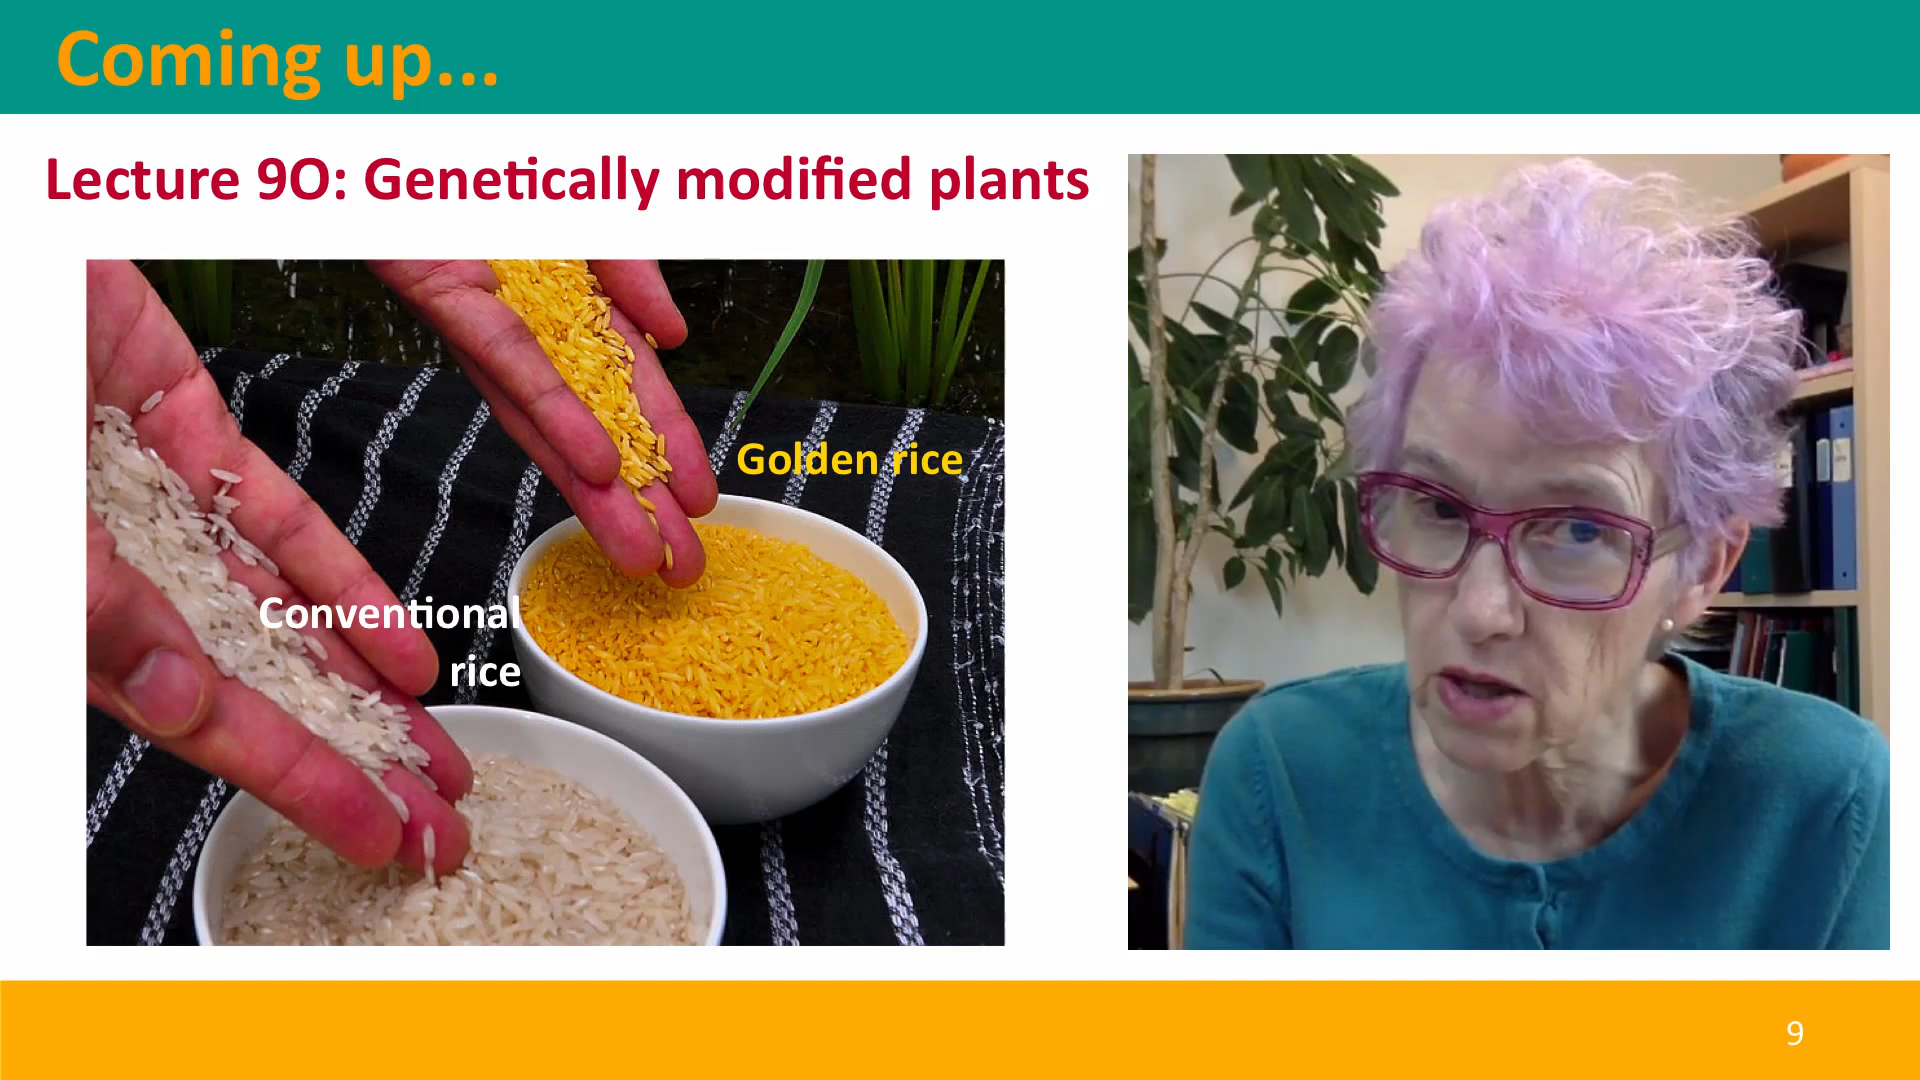 Coming up...
Lecture 9O: Genetically modified plants
Golden rice
Conventional
rice
9